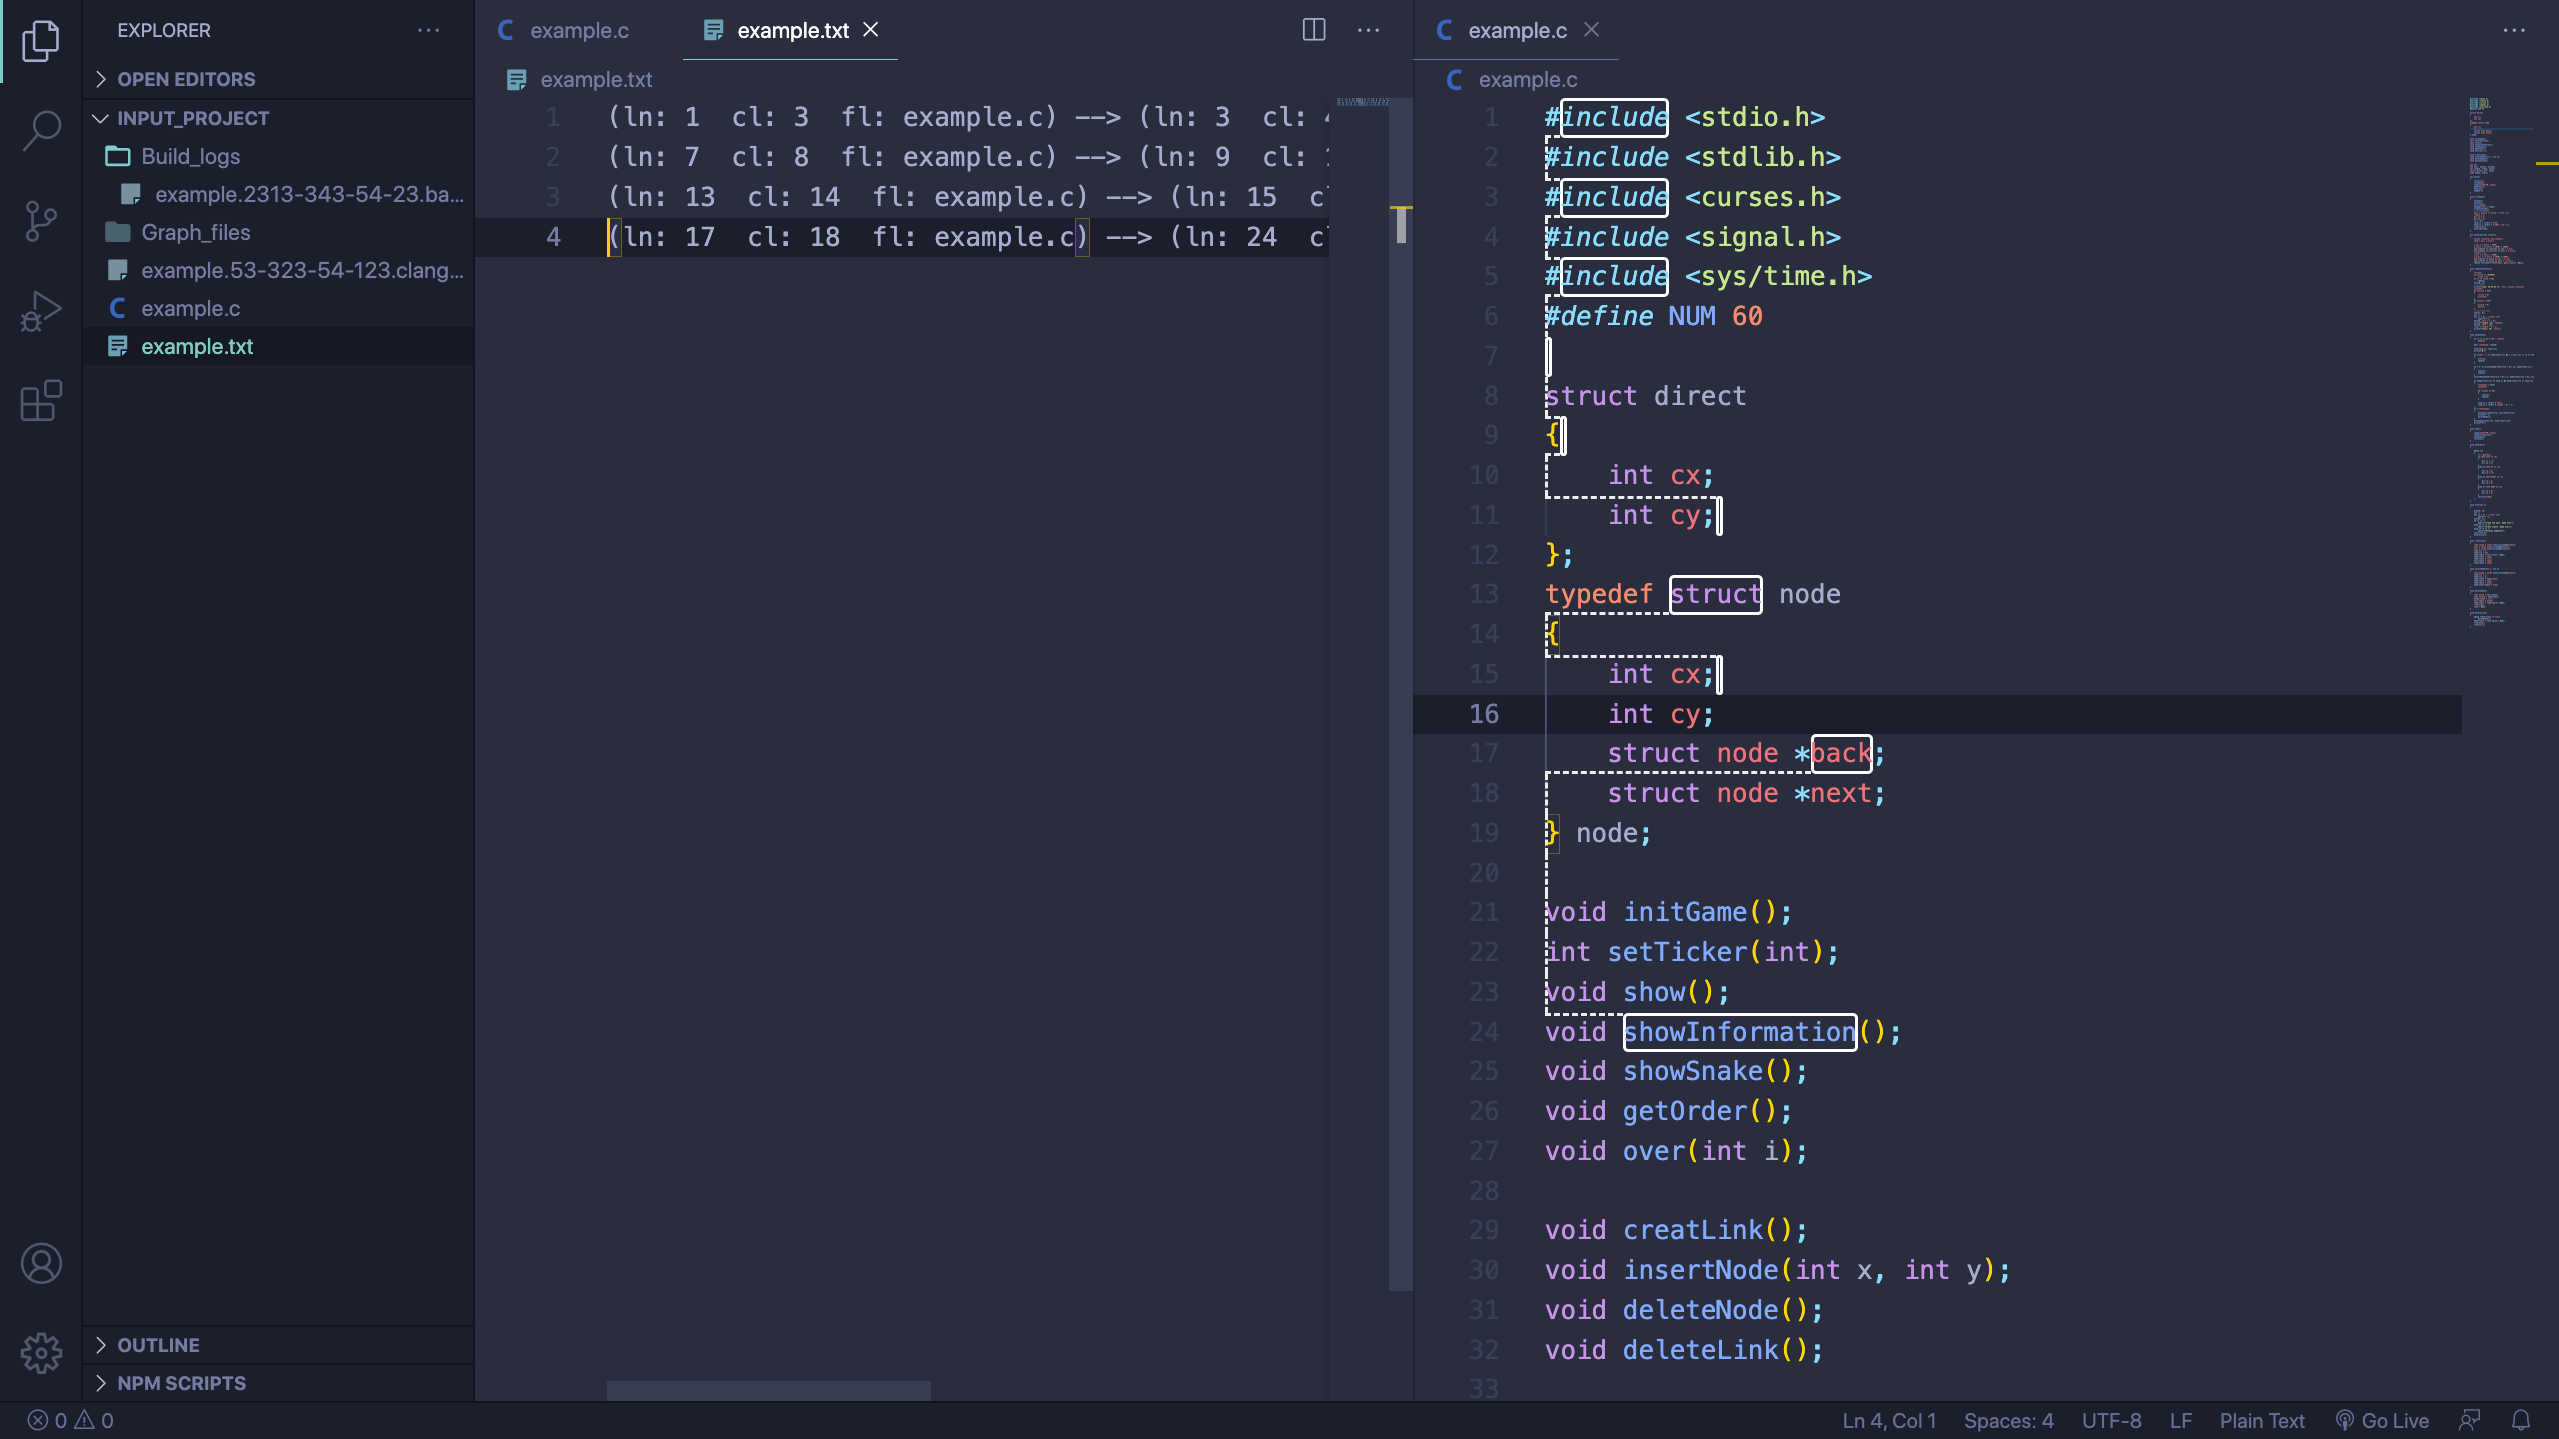 EXPLORER
OPEN EDITORS
INPUT_PROJECT
Build_logs
example.2313-343-54-23.ba...
Graph_files
example.53-323-54-123.clang...
C example.c
example.txt
OUTLINE
NPM SCRIPTS
C example.c
example.txt
example.txt
1 (ln: 1  cl: 3  fl: example.c) --> (ln: 3  cl:
2 (ln: 7  cl: 8  fl: example.c) --> (ln: 9  cl:
3 (ln: 13  cl: 14  fl: example.c) --> (ln: 15  c
4 (ln: 17  cl: 18  fl: example.c) --> (ln: 24  c
C example.c
C example.c
1 #include <stdio.h>
2 #include <stdlib.h>
3 #include <curses.h>
4 #include <signal.h>
5 #include <sys/time.h>
6 #define NUM 60
7
8 struct direct
9 {
10     int cx;
11     int cy;
12 };
13 typedef struct node
14 {
15     int cx;
16     int cy;
17     struct node *back;
18     struct node *next;
19 } node;
20
21 void initGame();
22 int setTicker(int);
23 void show();
24 void showInformation();
25 void showSnake();
26 void getOrder();
27 void over(int i);
28
29 void creatLink();
30 void insertNode(int x, int y);
31 void deleteNode();
32 void deleteLink();
33
0 0
Ln 4, Col 1  Spaces: 4  UTF-8  LF  Plain Text  Go Live